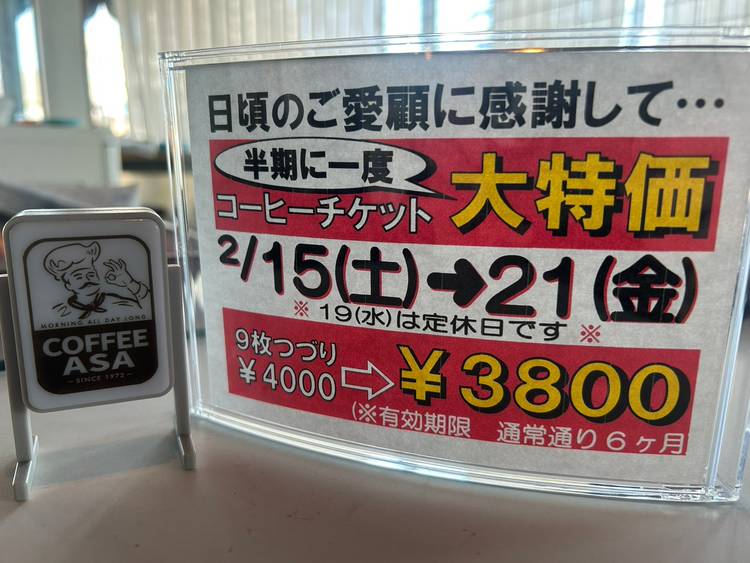 日頃のご愛顧に感謝して…
半期に一度
コーヒーチケット
大特価
2/15(土)➔21(金)
※19(水)は定休日です※
9枚つづり
¥4000⇨¥3800
(※有効期限 通常通り6ヶ月
MORNING ALL DAY LONG
COFFEE
ASA
–SINCE 1972–